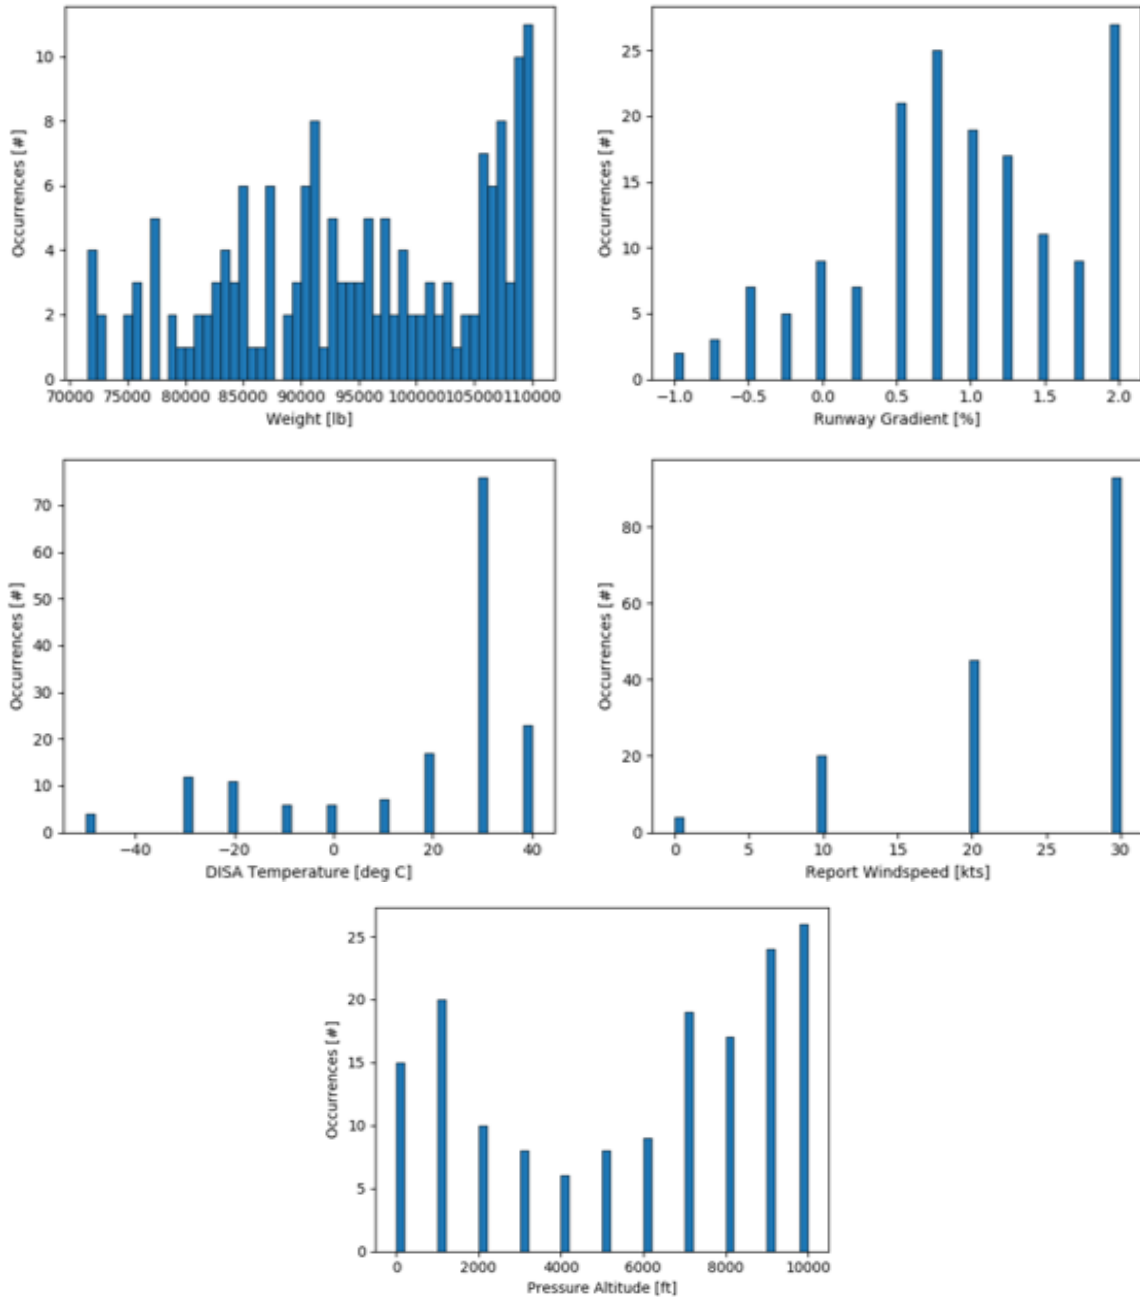 Occurrences [#]
10
8
6
4
2
0
70000 75000 80000 85000 90000 95000 100000 105000 110000
Weight [lb]
Occurrences [#]
25
20
15
10
5
0
−1.0 −0.5 0.0 0.5 1.0 1.5 2.0
Runway Gradient [%]
Occurrences [#]
70
60
50
40
30
20
10
0
−40 −20 0 20 40
DISA Temperature [deg C]
Occurrences [#]
80
60
40
20
0
0 5 10 15 20 25 30
Report Windspeed [kts]
Occurrences [#]
25
20
15
10
5
0
0 2000 4000 6000 8000 10000
Pressure Altitude [ft]